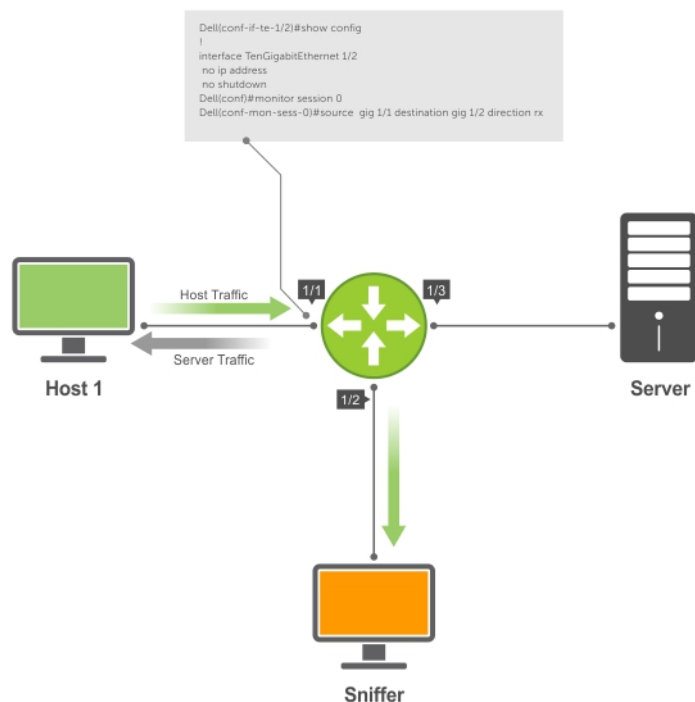 Dell(conf-if-te-1/2)#show config
!
interface TenGigabitEthernet 1/2
no ip address
no shutdown
Dell(conf)#monitor session 0
Dell(conf-mon-sess-0)#source gig 1/1 destination gig 1/2 direction rx
Host Traffic
1/1
1/3
Server Traffic
Host 1
Server
1/2
Sniffer